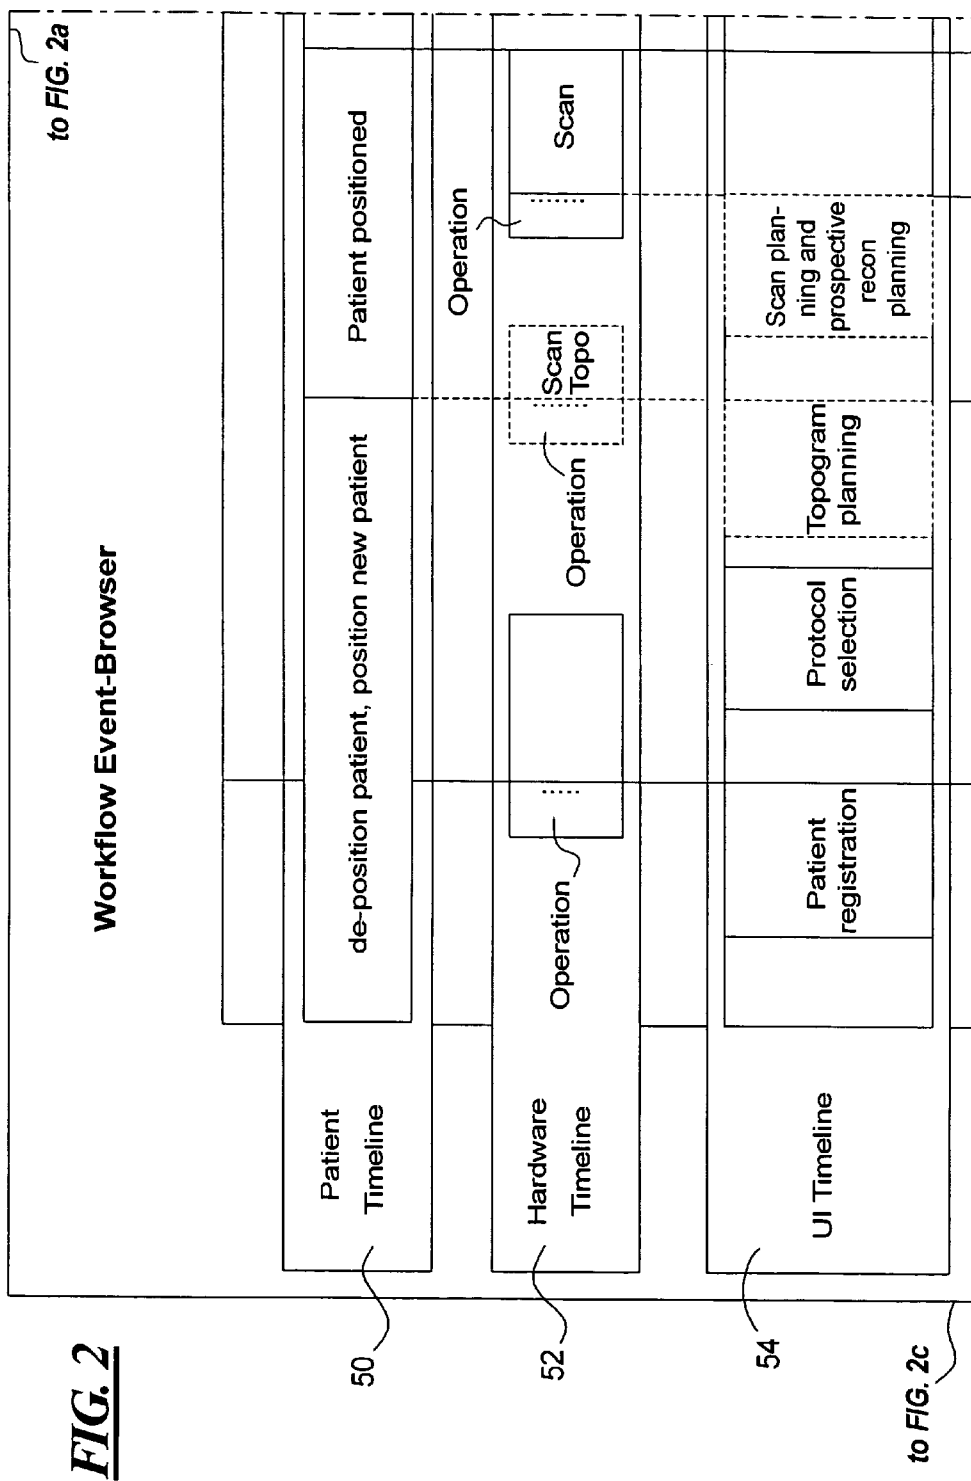 FIG. 2
to FIG. 2a
Workflow Event-Browser
50
Patient
Timeline
de-position patient, position new patient
Patient positioned
52
Hardware
Timeline
Operation
Operation
Scan
Topo
Operation
Scan
54
UI Timeline
Patient
registration
Protocol
selection
Topogram
planning
Scan plan-
ning and
prospective
recon
planning
to FIG. 2c